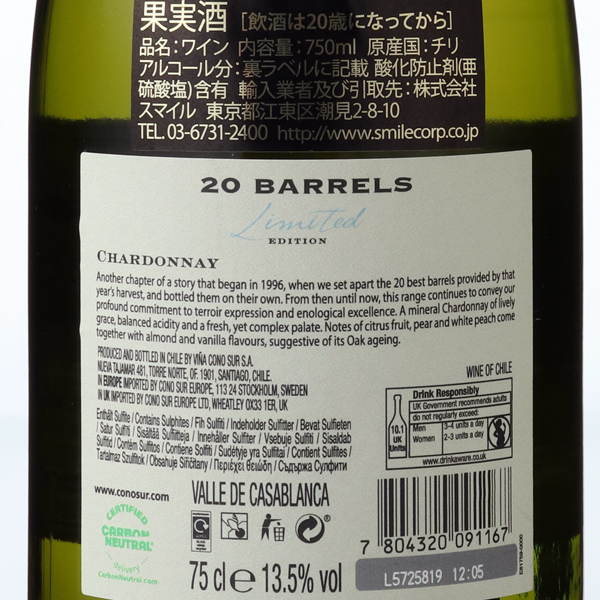 果実酒 [飲酒は20歳になってから]
品名:ワイン 内容量:750ml 原産国:チリ
アルコール分:裏ラベルに記載 酸化防止剤(亜
硫酸塩)含有 輸入業者及び引取先:株式会社
スマイル 東京都江東区潮見2-8-10
TEL.03-6731-2400 http://www.smilecorp.co.jp
20 BARRELS
Limited
EDITION
CHARDONNAY
Another chapter of a story that began in 1996, when we set apart the 20 best barrels provided by that
year's harvest, and bottled them on their own. From then until now, this range continues to convey our
profound commitment to terroir expression and enological excellence. A mineral Chardonnay of lively
grace, balanced acidity and a fresh, yet complex palate. Notes of citrus fruit, pear and white peach come
together with almond and vanilla flavours, suggestive of its Oak ageing.
PRODUCED AND BOTTLED IN CHILE BY VIÑA CONO SUR S.A.
NUEVA TAJAMAR 481, TORRE NORTE, OF. 1901, SANTIAGO, CHILE.
IN EUROPE IMPORTED BY CONO SUR EUROPE, 113 24 STOCKHOLM, SWEDEN
IN UK IMPORTED BY CONO SUR EUROPE LTD, WHEATLEY OX33 1ER, UK
Enthält Sulfite / Contains Sulphites / Fih Sulfiti / Indeholder Sulfitter / Bevat Sulfieten
/ Satur Sulfiti / Sisältää Sulfiitteja / Innehåller Sulfiter / Vsebuje Sulfiti / Sisaldab
Sulfitid / Contém Sulfitos / Contiene Solfiti / Sudėtyje yra Sulfitai / Contient Sulfites /
Tartalmaz Szulfitok / Obsahuje Siřičitany / Περιέχει θειώδη / Съдържа Сулфити
WINE OF CHILE
10.1
UK
Units
Drink Responsibly
UK Government recommends adults
do not regularly exceed:
Men 3-4 units a day
Women 2-3 units a day
www.drinkaware.co.uk
www.conosur.com
VALLE DE CASABLANCA
CERTIFIED
CARBON
NEUTRAL
delivery
CarbonNeutral.com
75 cl e 13.5% vol
7 804320 091167
L5725819 12:05